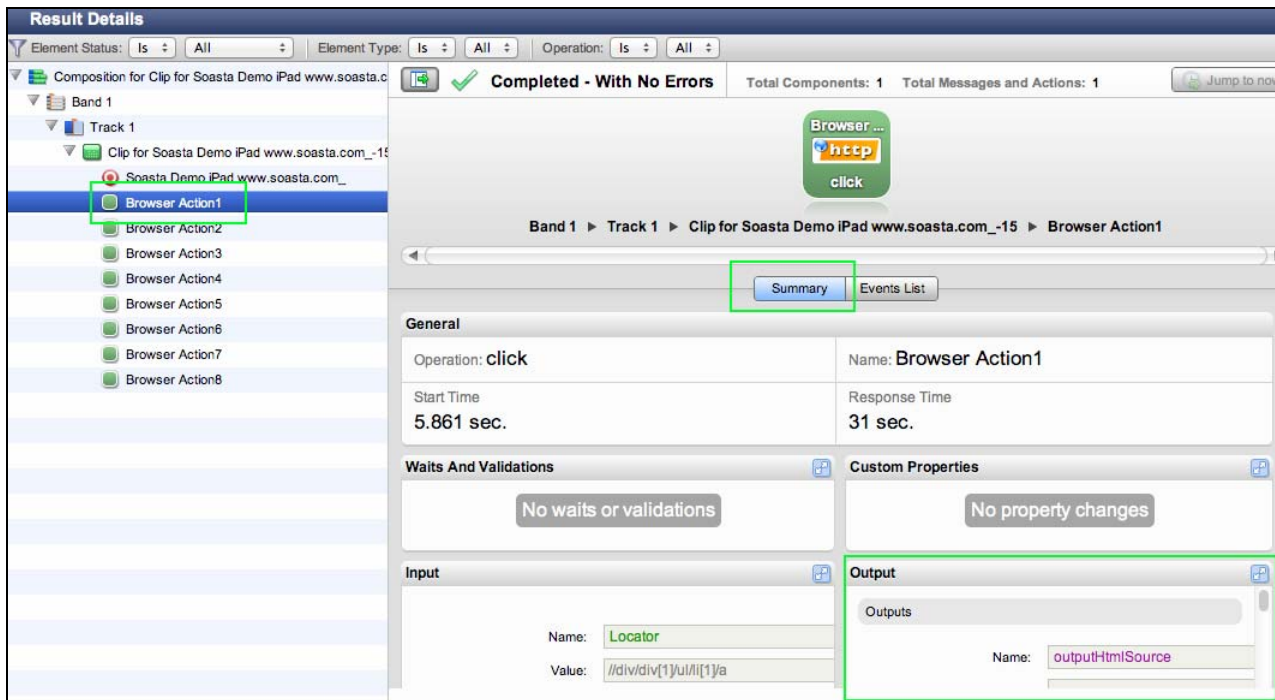 Result Details
Element Status: Is All Element Type: Is All Operation: Is All
Composition for Clip for Soasta Demo iPad www.soasta.c
Band 1
Track 1
Clip for Soasta Demo iPad www.soasta.com_-15
Soasta Demo iPad www.soasta.com_
Browser Action1
Browser Action2
Browser Action3
Browser Action4
Browser Action5
Browser Action6
Browser Action7
Browser Action8
Completed - With No Errors Total Components: 1 Total Messages and Actions: 1 Jump to now
Browser ...
http
click
Band 1 ▶ Track 1 ▶ Clip for Soasta Demo iPad www.soasta.com_-15 ▶ Browser Action1
Summary Events List
General
Operation: click Name: Browser Action1
Start Time Response Time
5.861 sec. 31 sec.
Waits And Validations Custom Properties
No waits or validations No property changes
Input Output
Outputs
Name: Locator Name: outputHtmlSource
Value: //div/div[1]/ul/li[1]/a